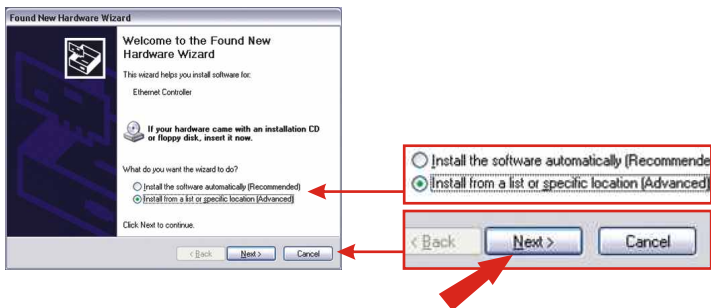 Found New Hardware Wizard
Welcome to the Found New
Hardware Wizard
This wizard helps you install software for:
Ethernet Controller
If your hardware came with an installation CD
or floppy disk, insert it now.
What do you want the wizard to do?
Install the software automatically (Recommended)
Install from a list or specific location (Advanced)
Click Next to continue.
< Back Next > Cancel
Install the software automatically (Recommende
Install from a list or specific location (Advanced)
< Back Next > Cancel